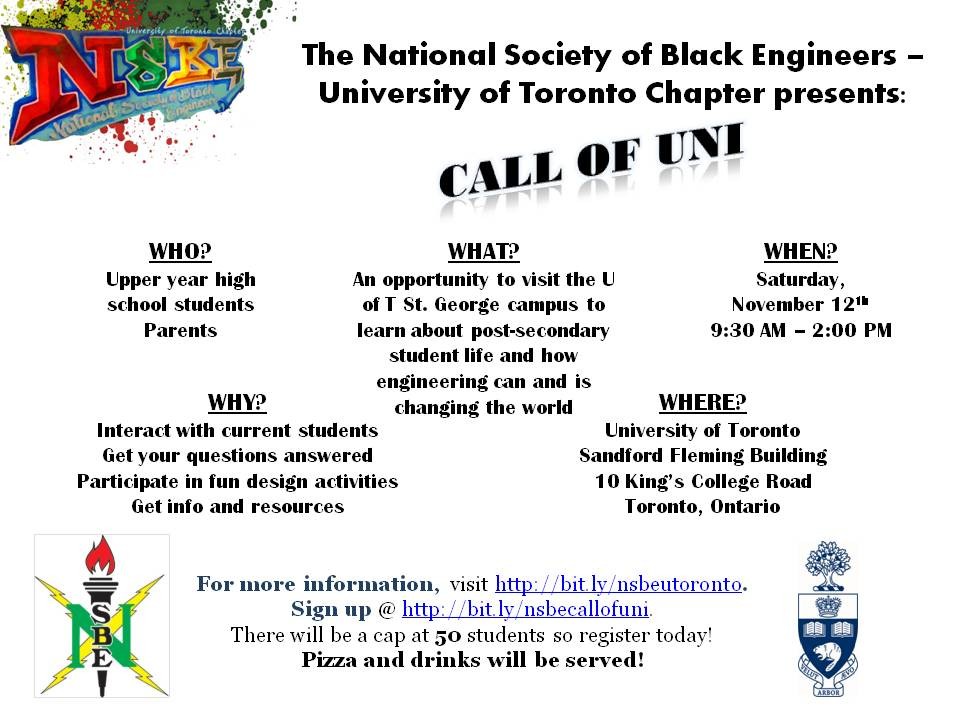 University of Toronto Chapter
NSBE
National Society of Black
Engineers
The National Society of Black Engineers –
University of Toronto Chapter presents:
CALL OF UNI
WHO?
Upper year high
school students
Parents
WHAT?
An opportunity to visit the U
of T St. George campus to
learn about post-secondary
student life and how
engineering can and is
changing the world
WHEN?
Saturday,
November 12th
9:30 AM – 2:00 PM
WHY?
Interact with current students
Get your questions answered
Participate in fun design activities
Get info and resources
WHERE?
University of Toronto
Sandford Fleming Building
10 King's College Road
Toronto, Ontario
NSBE
For more information, visit http://bit.ly/nsbeutoronto.
Sign up @ http://bit.ly/nsbecallofuni.
There will be a cap at 50 students so register today!
Pizza and drinks will be served!
VELUT ARBOR ÆVO